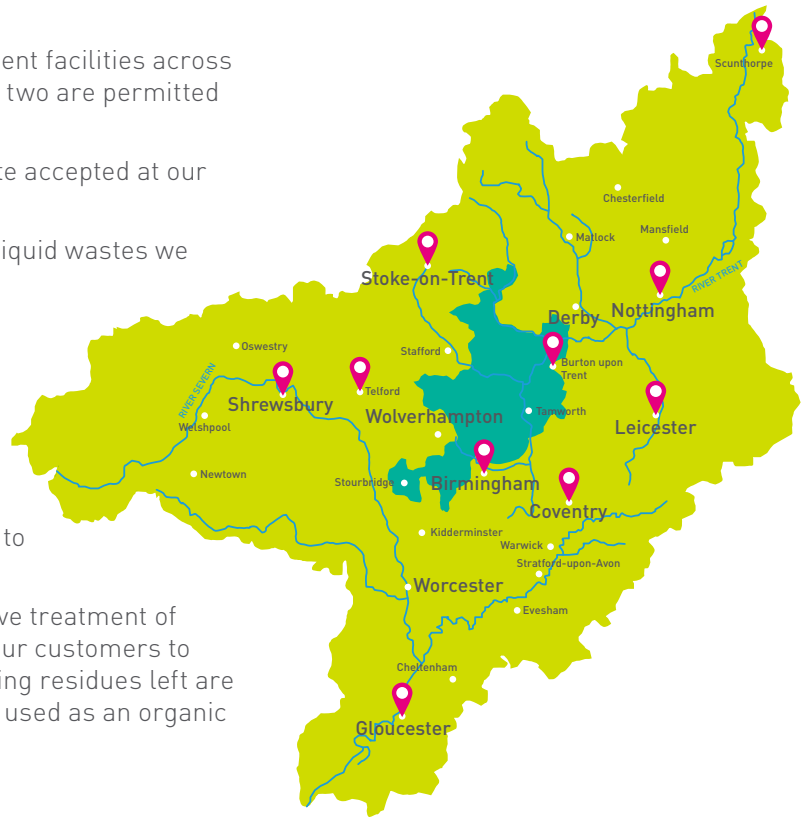 ent facilities across
two are permitted
te accepted at our
liquid wastes we
to
ve treatment of
ur customers to
ing residues left are
used as an organic
Scunthorpe
Chesterfield
Matlock
Mansfield
Stoke-on-Trent
RIVER TRENT
Nottingham
Derby
Oswestry
Stafford
Burton upon
Trent
RIVER SEVERN
Shrewsbury
Telford
Tamworth
Welshpool
Wolverhampton
Leicester
Newtown
Stourbridge
Birmingham
Coventry
Kidderminster
Warwick
Stratford-upon-Avon
Worcester
Evesham
Cheltenham
Gloucester